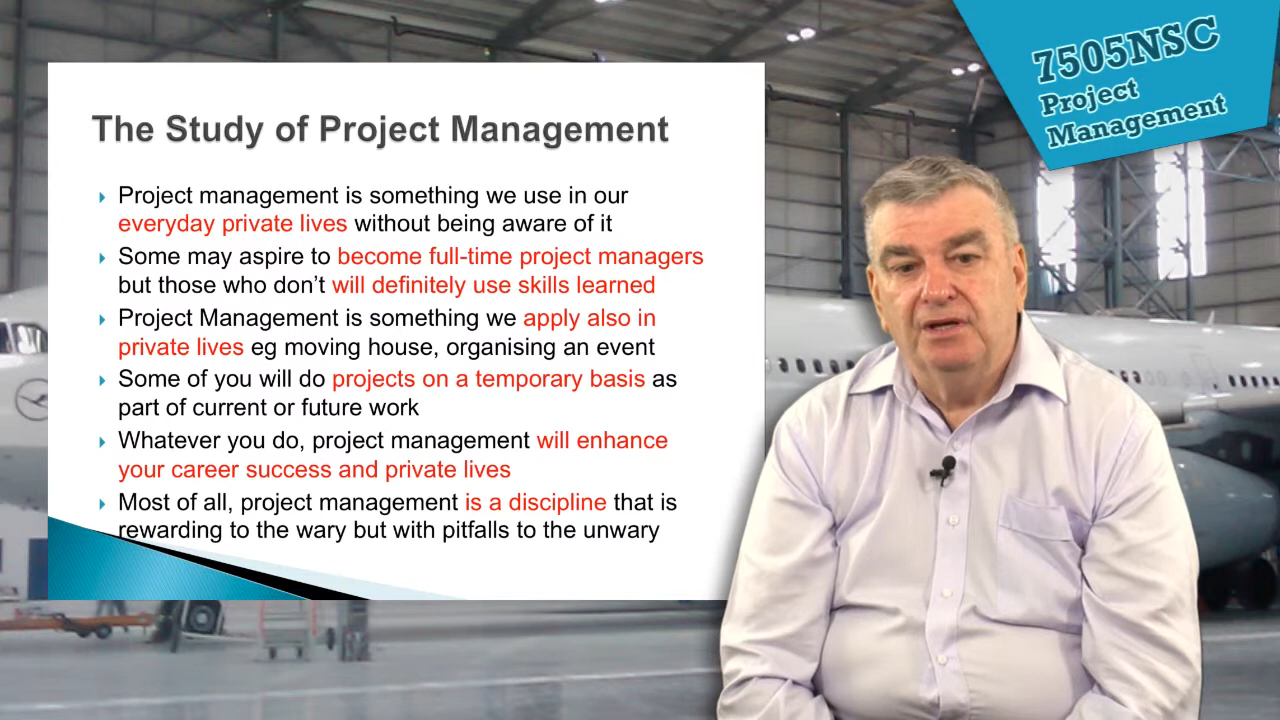 7505NSC
Project
Management
The Study of Project Management
Project management is something we use in our
everyday private lives without being aware of it
Some may aspire to become full-time project managers
but those who don’t will definitely use skills learned
Project Management is something we apply also in
private lives eg moving house, organising an event
Some of you will do projects on a temporary basis as
part of current or future work
Whatever you do, project management will enhance
your career success and private lives
Most of all, project management is a discipline that is
rewarding to the wary but with pitfalls to the unwary